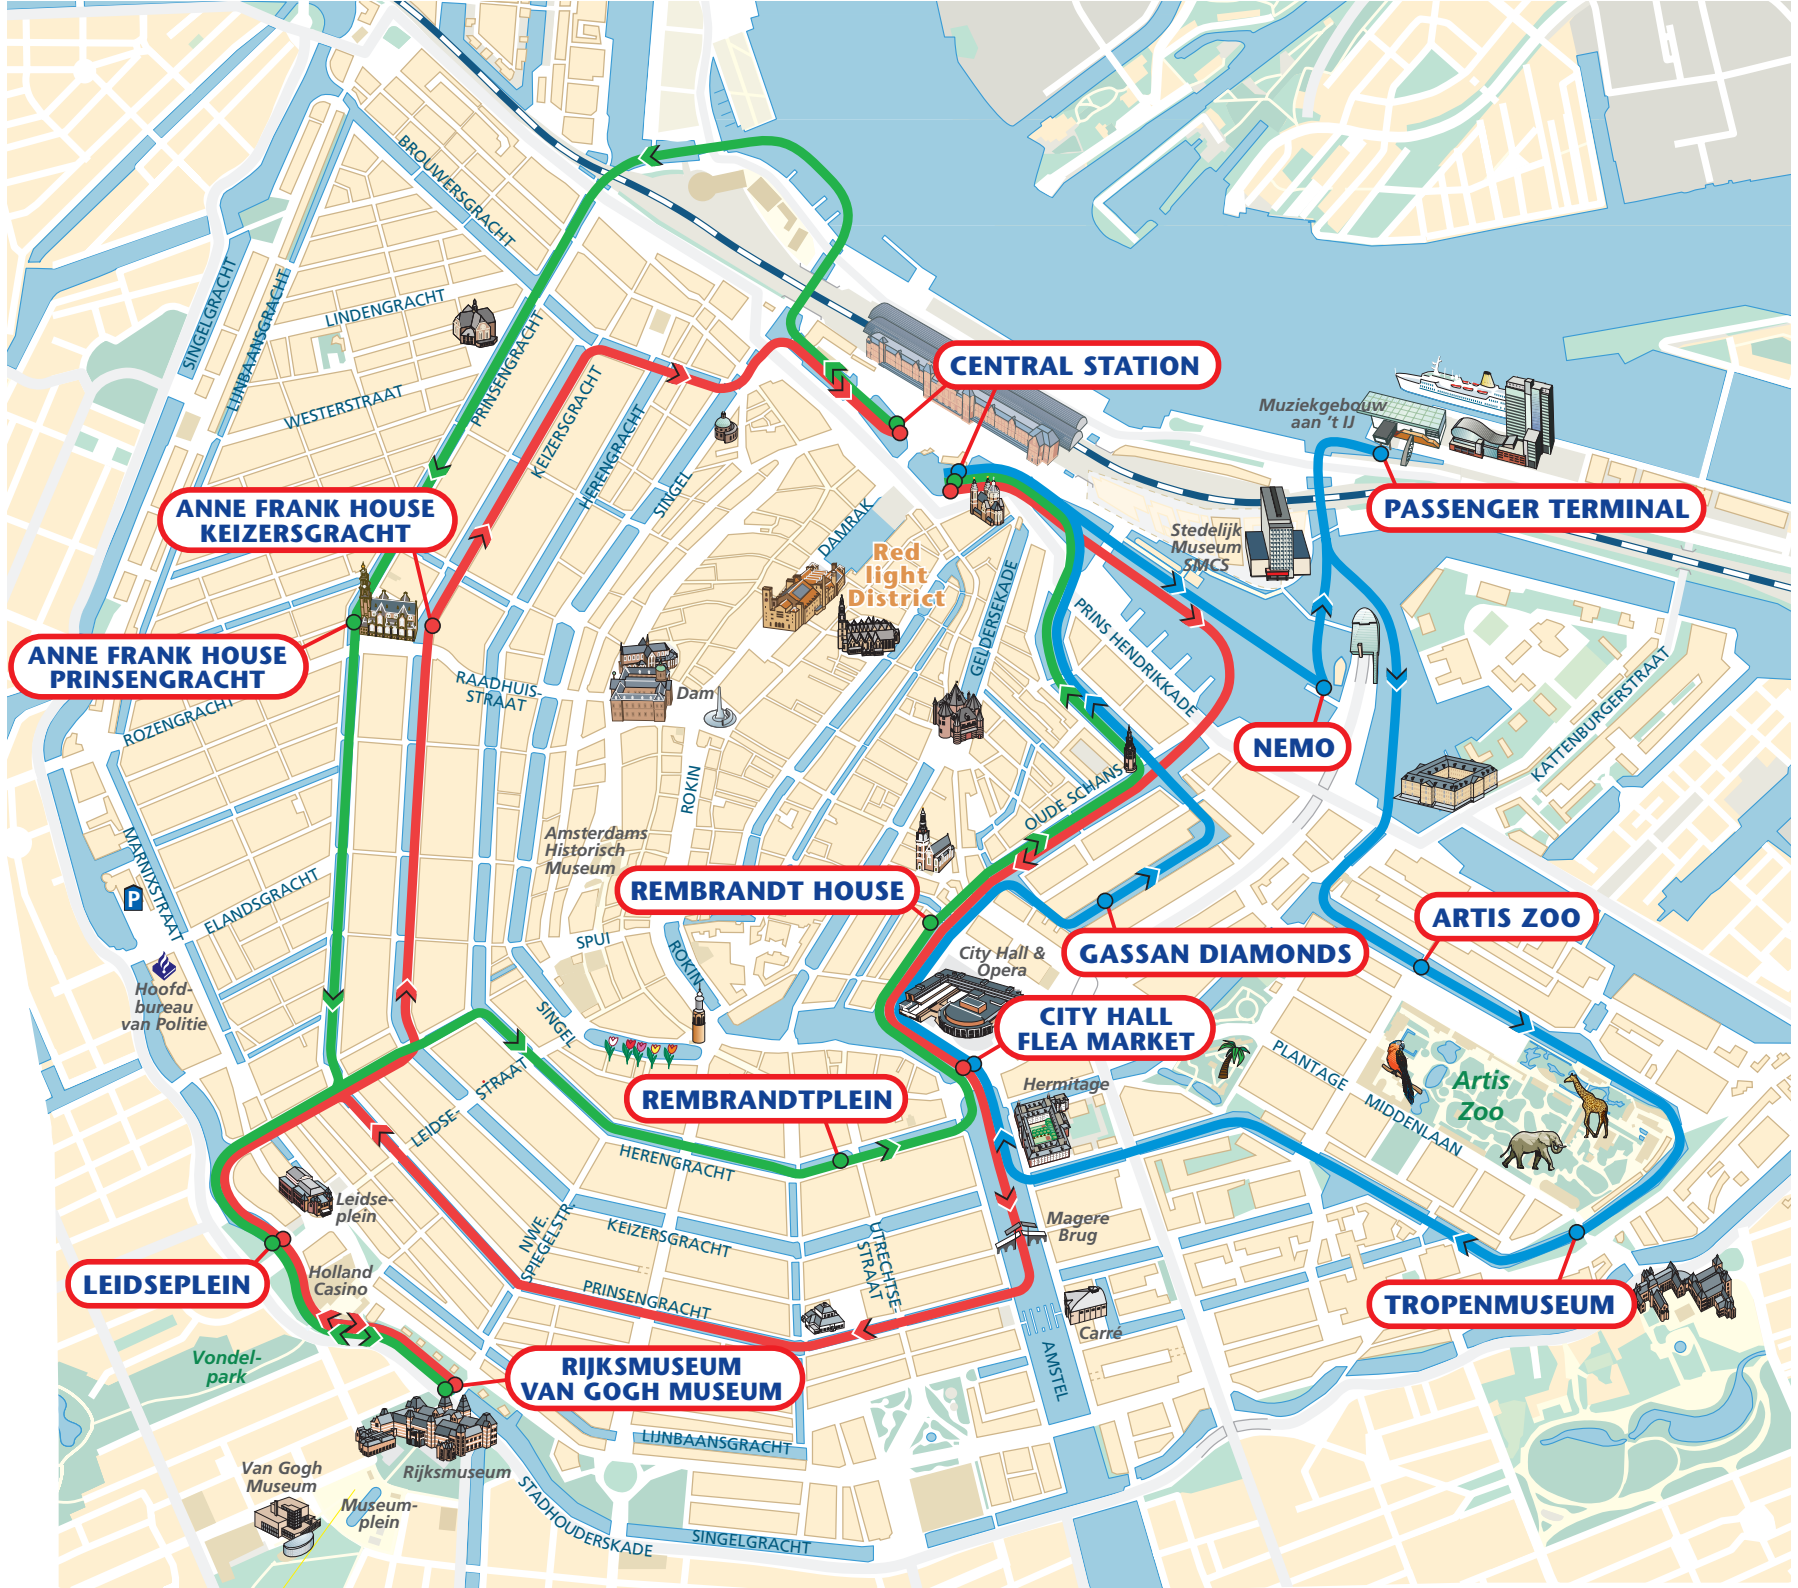 BROUWERSGRACHT
SINGELGRACHT
LIJNBAANSGRACHT
LINDENGRACHT
WESTERSTRAAT
PRINSENGRACHT
KEIZERSGRACHT
HERENGRACHT
SINGEL
CENTRAL STATION
Muziekgebouw
aan 't IJ
PASSENGER TERMINAL
ANNE FRANK HOUSE
KEIZERSGRACHT
DAMRAK
Red
light
District
Stedelijk
Museum
SMCS
GELDERSEKADE
PRINS HENDRIKKADE
ANNE FRANK HOUSE
PRINSENGRACHT
RAADHUIS-
STRAAT
Dam
ROZENGRACHT
NEMO
KATTENBURGERSTRAAT
ROKIN
OUDE SCHANS
MARNIXSTRAAT
Amsterdams
Historisch
Museum
P
ELANDSGRACHT
REMBRANDT HOUSE
ARTIS ZOO
SPUI
ROKIN
GASSAN DIAMONDS
City Hall &
Opera
Hoofd-
bureau
van Politie
SINGEL
CITY HALL
FLEA MARKET
PLANTAGE
MIDDENLAAN
Artis
Zoo
LEIDSE-
STRAAT
REMBRANDTPLEIN
Hermitage
HERENGRACHT
Leidse-
plein
NWE.
SPIEGELSTR.
KEIZERSGRACHT
UTRECHTSE-
STRAAT
Magere
Brug
LEIDSEPLEIN
Holland
Casino
PRINSENGRACHT
TROPENMUSEUM
Carré
Vondel-
park
RIJKSMUSEUM
VAN GOGH MUSEUM
AMSTEL
LIJNBAANSGRACHT
Rijksmuseum
Van Gogh
Museum
Museum-
plein
STADHOUDERSKADE
SINGELGRACHT